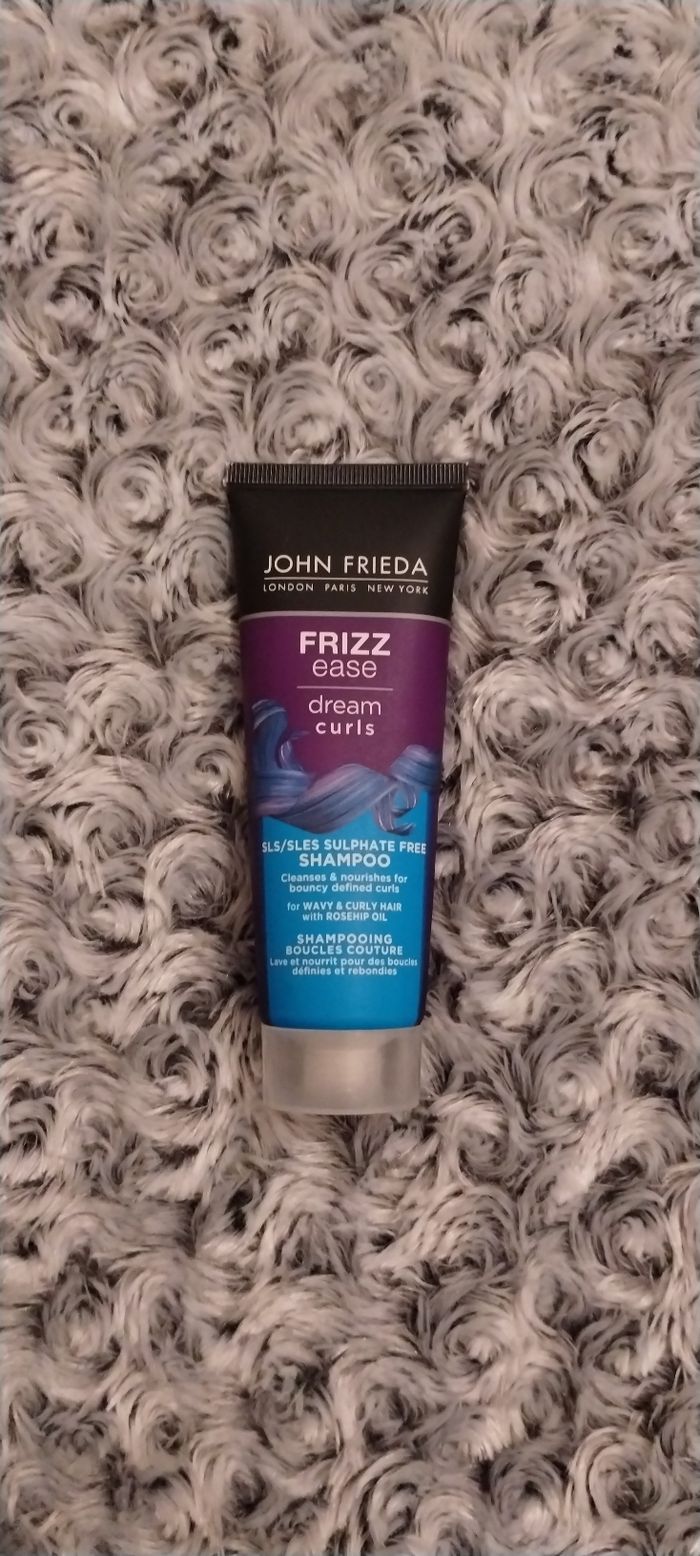 JOHN FRIEDA
LONDON PARIS NEW YORK
FRIZZ
ease
dream
curls
SLS/SLES SULPHATE FREE
SHAMPOO
Cleanses & nourishes for
bouncy defined curls
for WAVY & CURLY HAIR
with ROSEHIP OIL
SHAMPOOING
BOUCLES COUTURE
Lave et nourrit pour des boucles
définies et rebondies